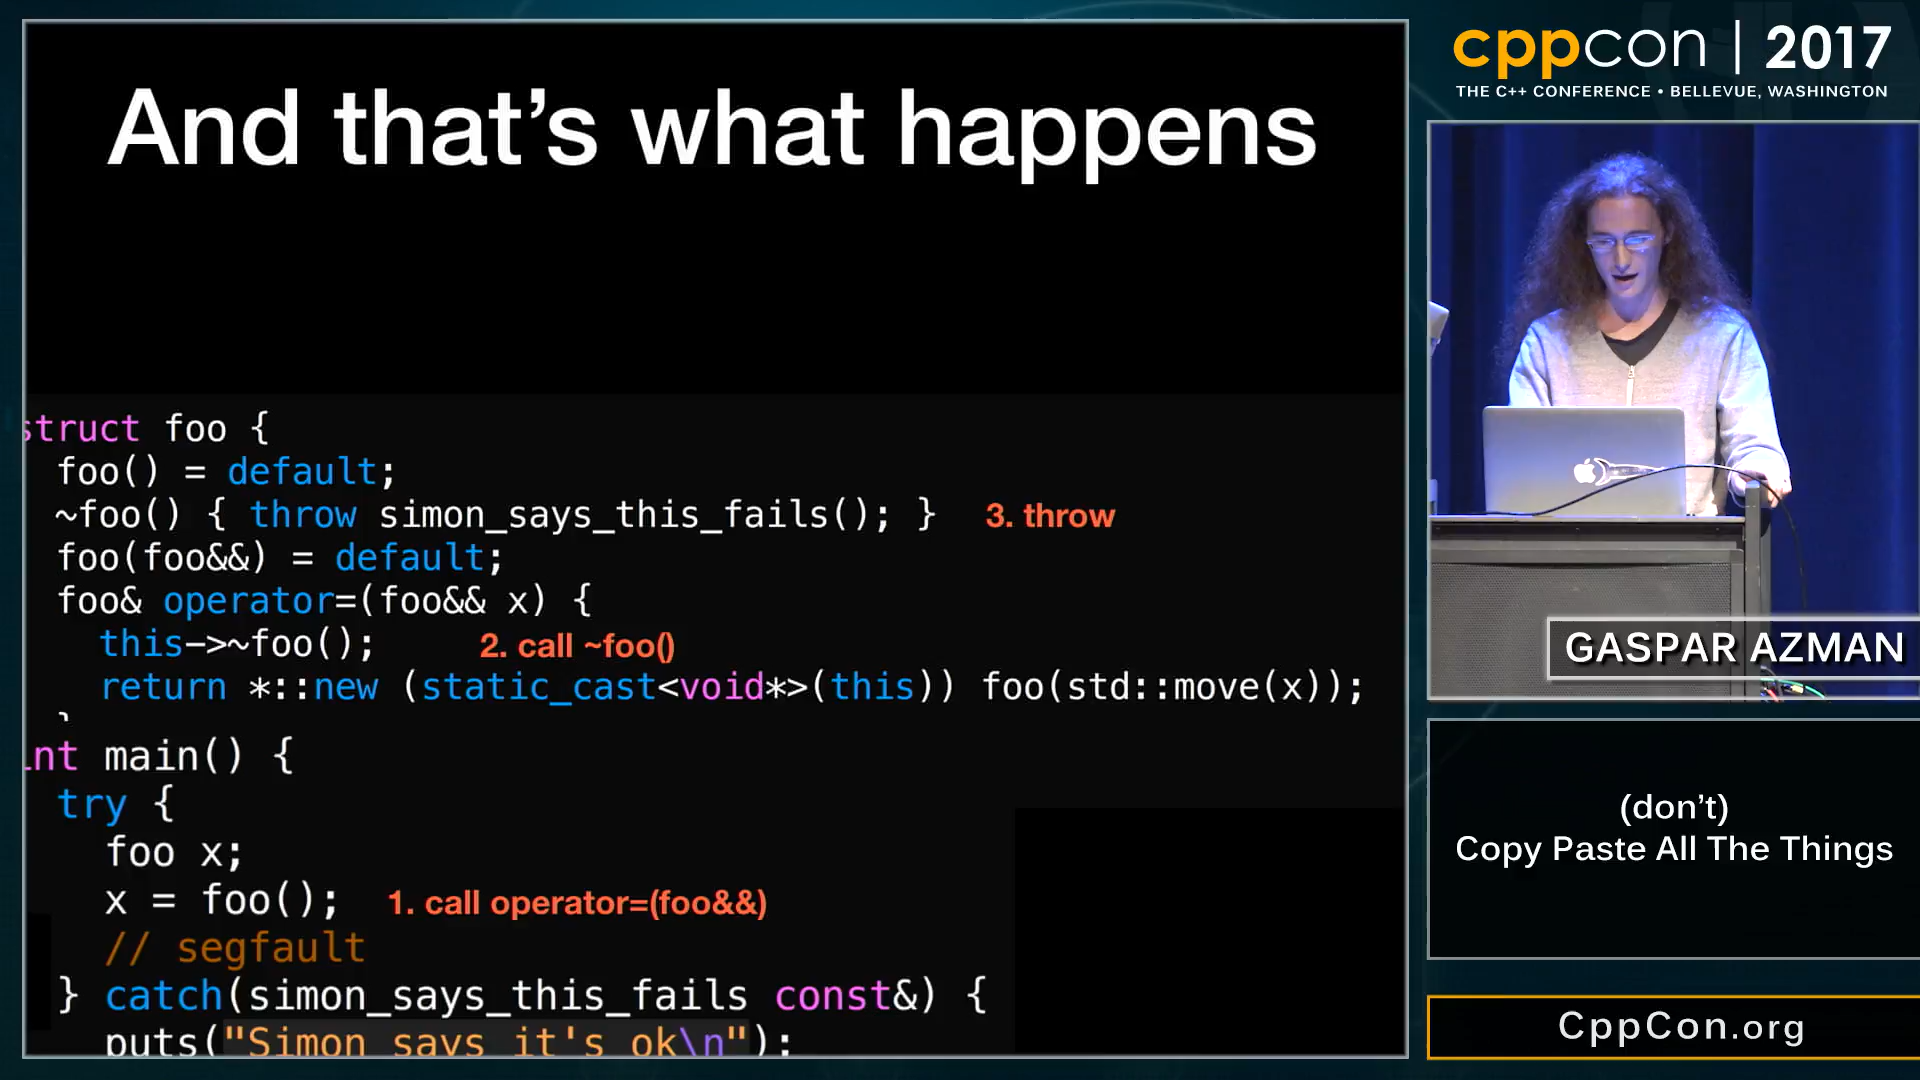 And that's what happens
struct foo {
foo() = default;
~foo() { throw simon_says_this_fails(); } 3. throw
foo(foo&&) = default;
foo& operator=(foo&& x) {
this->~foo(); 2. call ~foo()
return *::new (static_cast<void*>(this)) foo(std::move(x));
}
int main() {
try {
foo x;
x = foo(); 1. call operator=(foo&&)
// segfault
} catch(simon_says_this_fails const&) {
puts("Simon says it's ok\n");
cppcon | 2017
THE C++ CONFERENCE • BELLEVUE, WASHINGTON
GASPAR AZMAN
(don't)
Copy Paste All The Things
CppCon.org